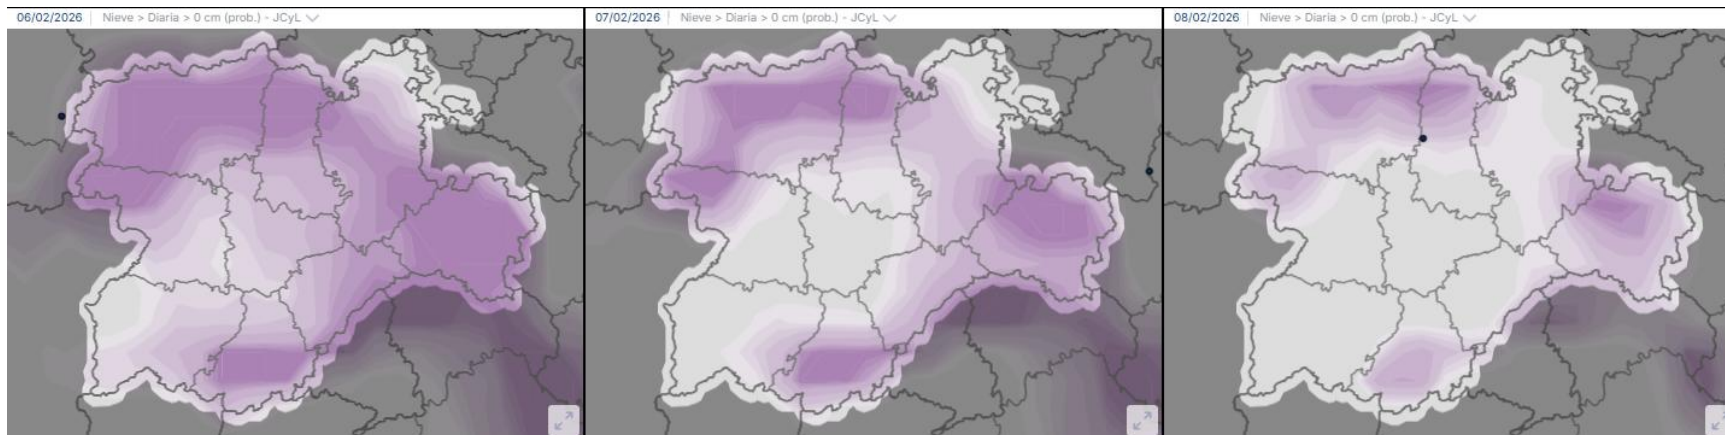 06/02/2026 Nieve > Diaria > 0 cm (prob.) - JCyL
07/02/2026 Nieve > Diaria > 0 cm (prob.) - JCyL
08/02/2026 Nieve > Diaria > 0 cm (prob.) - JCyL